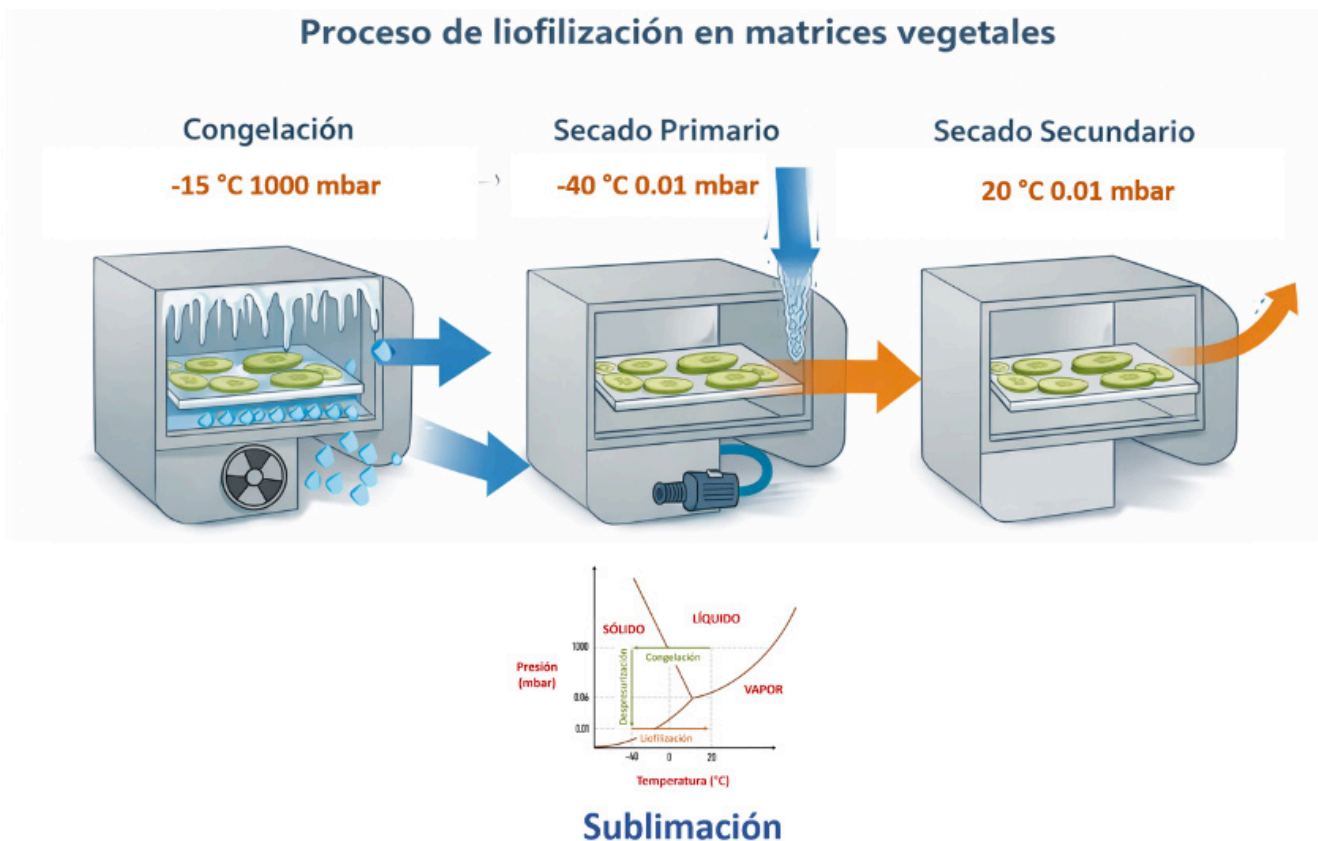 Proceso de liofilización en matrices vegetales
Congelación
-15 °C 1000 mbar
Secado Primario
-40 °C 0.01 mbar
Secado Secundario
20 °C 0.01 mbar
SÓLIDO
LÍQUIDO
1000
Congelación
Presión
(mbar)
Despresurización
VAPOR
0.06
0.01
Liofilización
-40 0 20
Temperatura (°C)
Sublimación